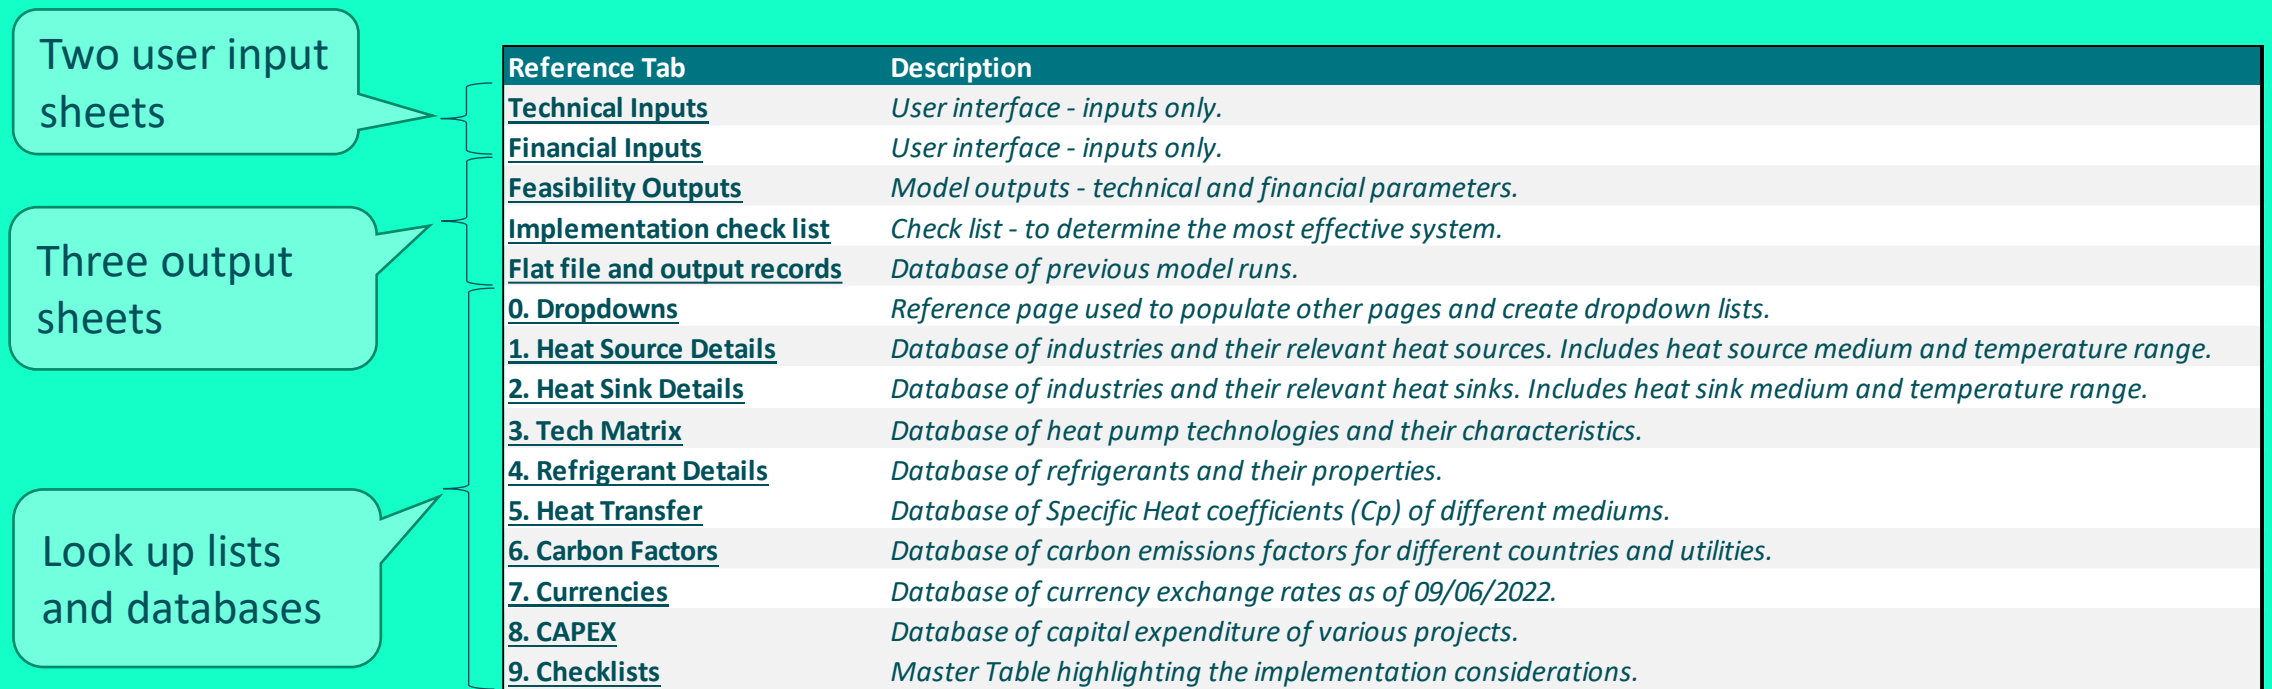 Two user input
sheets
Three output
sheets
Look up lists
and databases
Reference Tab Description
Technical Inputs User interface - inputs only.
Financial Inputs User interface - inputs only.
Feasibility Outputs Model outputs - technical and financial parameters.
Implementation check list Check list - to determine the most effective system.
Flat file and output records Database of previous model runs.
0. Dropdowns Reference page used to populate other pages and create dropdown lists.
1. Heat Source Details Database of industries and their relevant heat sources. Includes heat source medium and temperature range.
2. Heat Sink Details Database of industries and their relevant heat sinks. Includes heat sink medium and temperature range.
3. Tech Matrix Database of heat pump technologies and their characteristics.
4. Refrigerant Details Database of refrigerants and their properties.
5. Heat Transfer Database of Specific Heat coefficients (Cp) of different mediums.
6. Carbon Factors Database of carbon emissions factors for different countries and utilities.
7. Currencies Database of currency exchange rates as of 09/06/2022.
8. CAPEX Database of capital expenditure of various projects.
9. Checklists Master Table highlighting the implementation considerations.